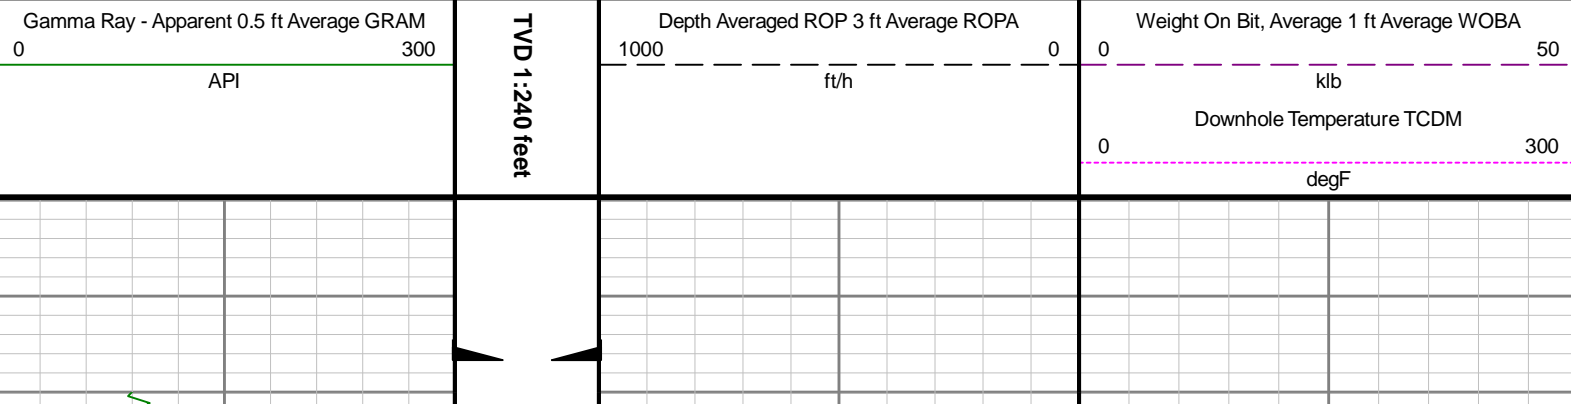 Gamma Ray - Apparent 0.5 ft Average GRAM
0 300
API
TVD 1:240 feet
Depth Averaged ROP 3 ft Average ROPA
1000 0
ft/h
Weight On Bit, Average 1 ft Average WOBA
0 50
klb
Downhole Temperature TCDM
0 300
degF